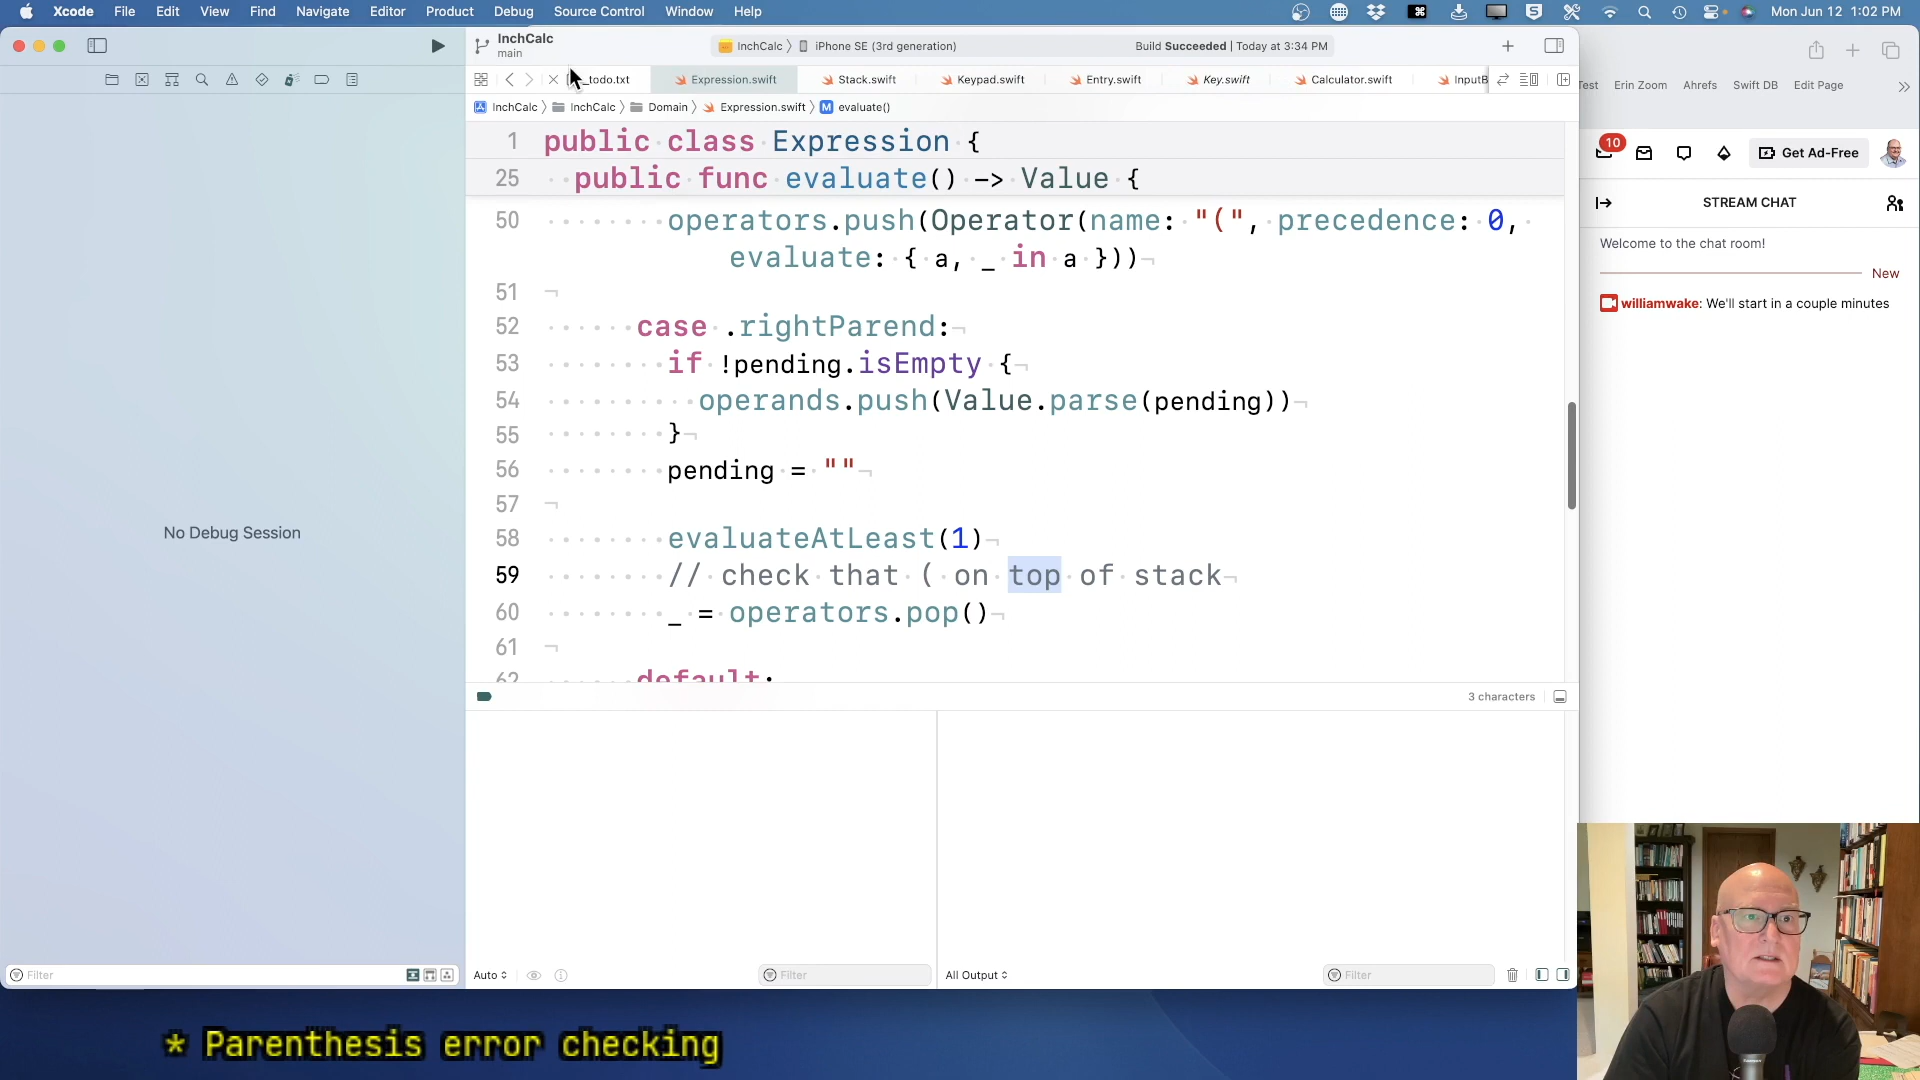 Xcode File Edit View Find Navigate Editor Product Debug Source Control Window Help
Mon Jun 12 1:02 PM
InchCalc
main
InchCalc
iPhone SE (3rd generation)
Build Succeeded | Today at 3:34 PM
_todo.txt Expression.swift Stack.swift Keypad.swift Entry.swift Key.swift Calculator.swift InputB
InchCalc InchCalc Domain Expression.swift M evaluate()
1 public class Expression {
25 public func evaluate() -> Value {
50 operators.push(Operator(name: "(", precedence: 0,
evaluate: { a, _ in a }))
51
52 case .rightParend:
53 if !pending.isEmpty {
54 operands.push(Value.parse(pending))
55 }
56 pending = ""
57
58 evaluateAtLeast(1)
59 // check that ( on top of stack
60 _ = operators.pop()
61
62 default:
3 characters
No Debug Session
Filter
Auto
Filter
All Output
Filter
Test Erin Zoom Ahrefs Swift DB Edit Page
10
Get Ad-Free
STREAM CHAT
Welcome to the chat room!
New
williamwake: We'll start in a couple minutes
* Parenthesis error checking